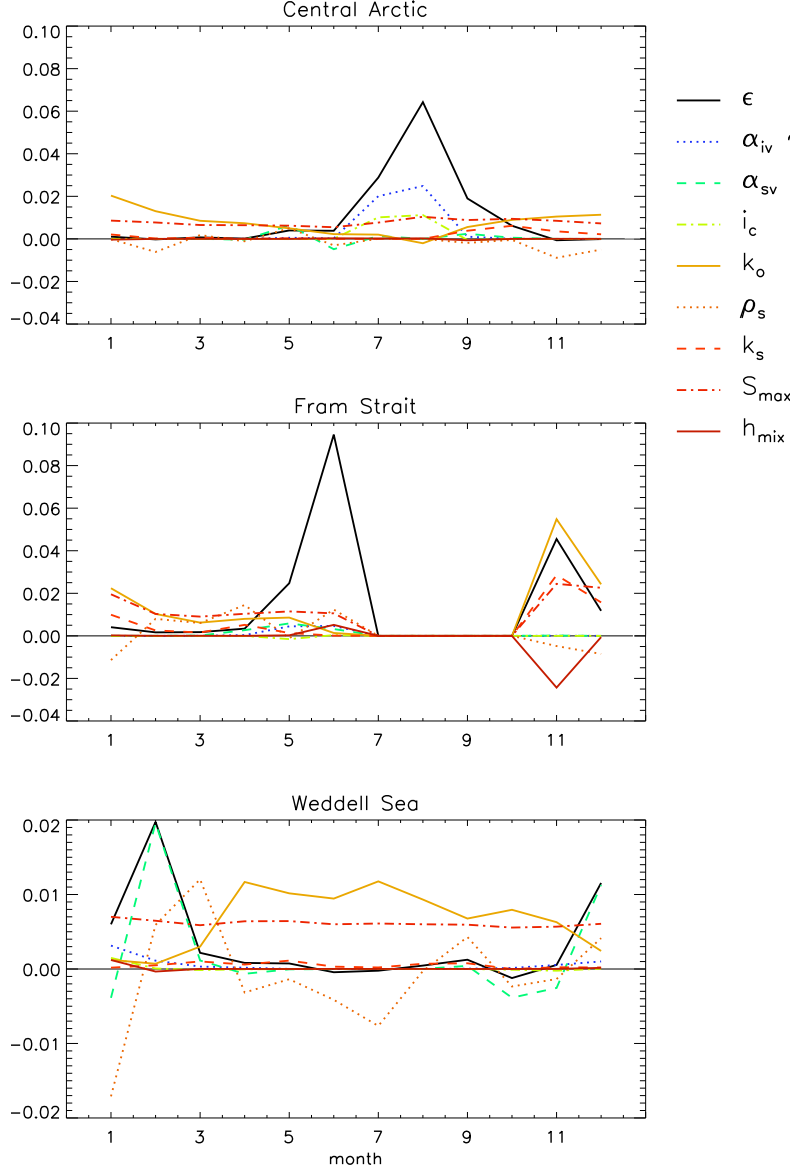 Central Arctic
0.10
0.08
0.06
0.04
0.02
0.00
−0.02
−0.04
1 3 5 7 9 11
ϵ
α_iv
α_sv
i_c
k_o
ρ_s
k_s
S_max
h_mix
Fram Strait
0.10
0.08
0.06
0.04
0.02
0.00
−0.02
−0.04
1 3 5 7 9 11
Weddell Sea
0.02
0.01
0.00
−0.01
−0.02
1 3 5 7 9 11
month